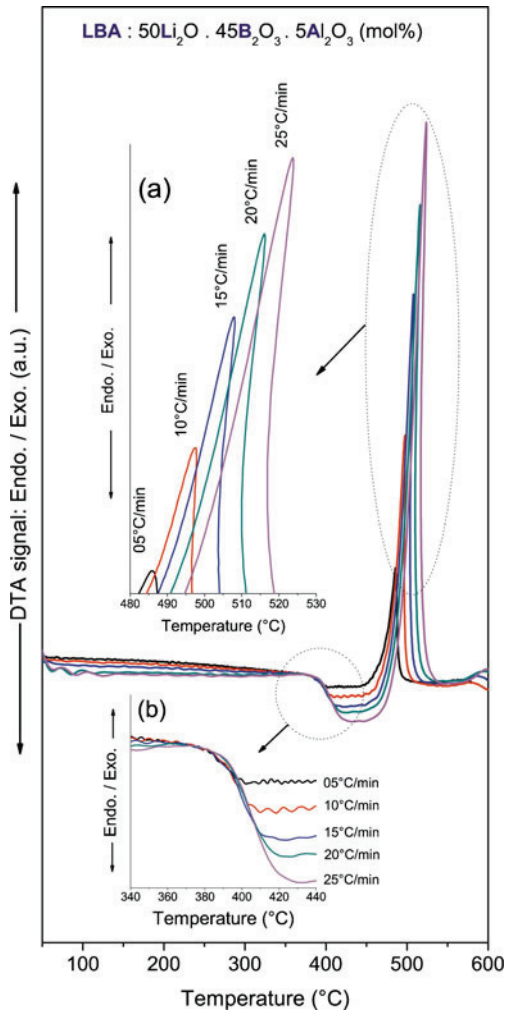 LBA : 50Li₂O . 45B₂O₃ . 5Al₂O₃ (mol%)
DTA signal: Endo. / Exo. (a.u.)
(a)
Endo. / Exo.
05°C/min
10°C/min
15°C/min
20°C/min
25°C/min
480 490 500 510 520 530
Temperature (°C)
(b)
Endo. / Exo.
05°C/min
10°C/min
15°C/min
20°C/min
25°C/min
340 360 380 400 420 440
Temperature (°C)
100 200 300 400 500 600
Temperature (°C)